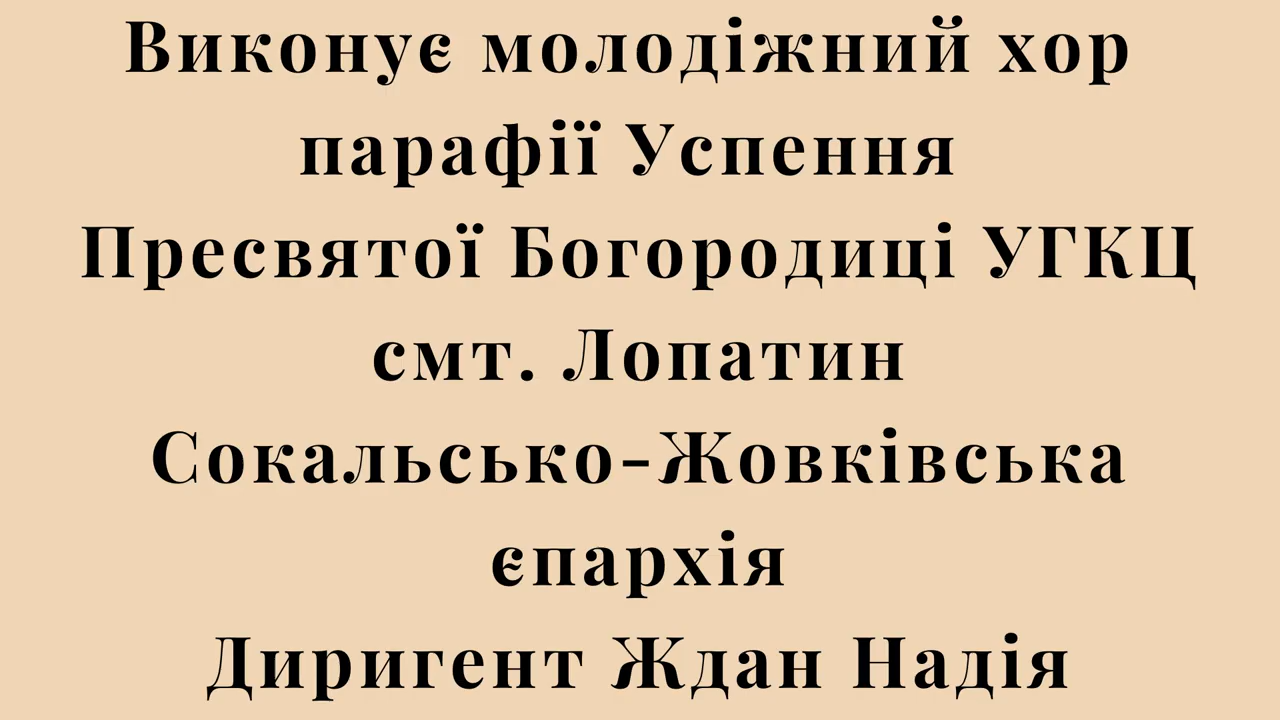 Виконує молодіжний хор
парафії Успення
Пресвятої Богородиці УГКЦ
смт. Лопатин
Сокальсько-Жовківська
єпархія
Диригент Ждан Надія